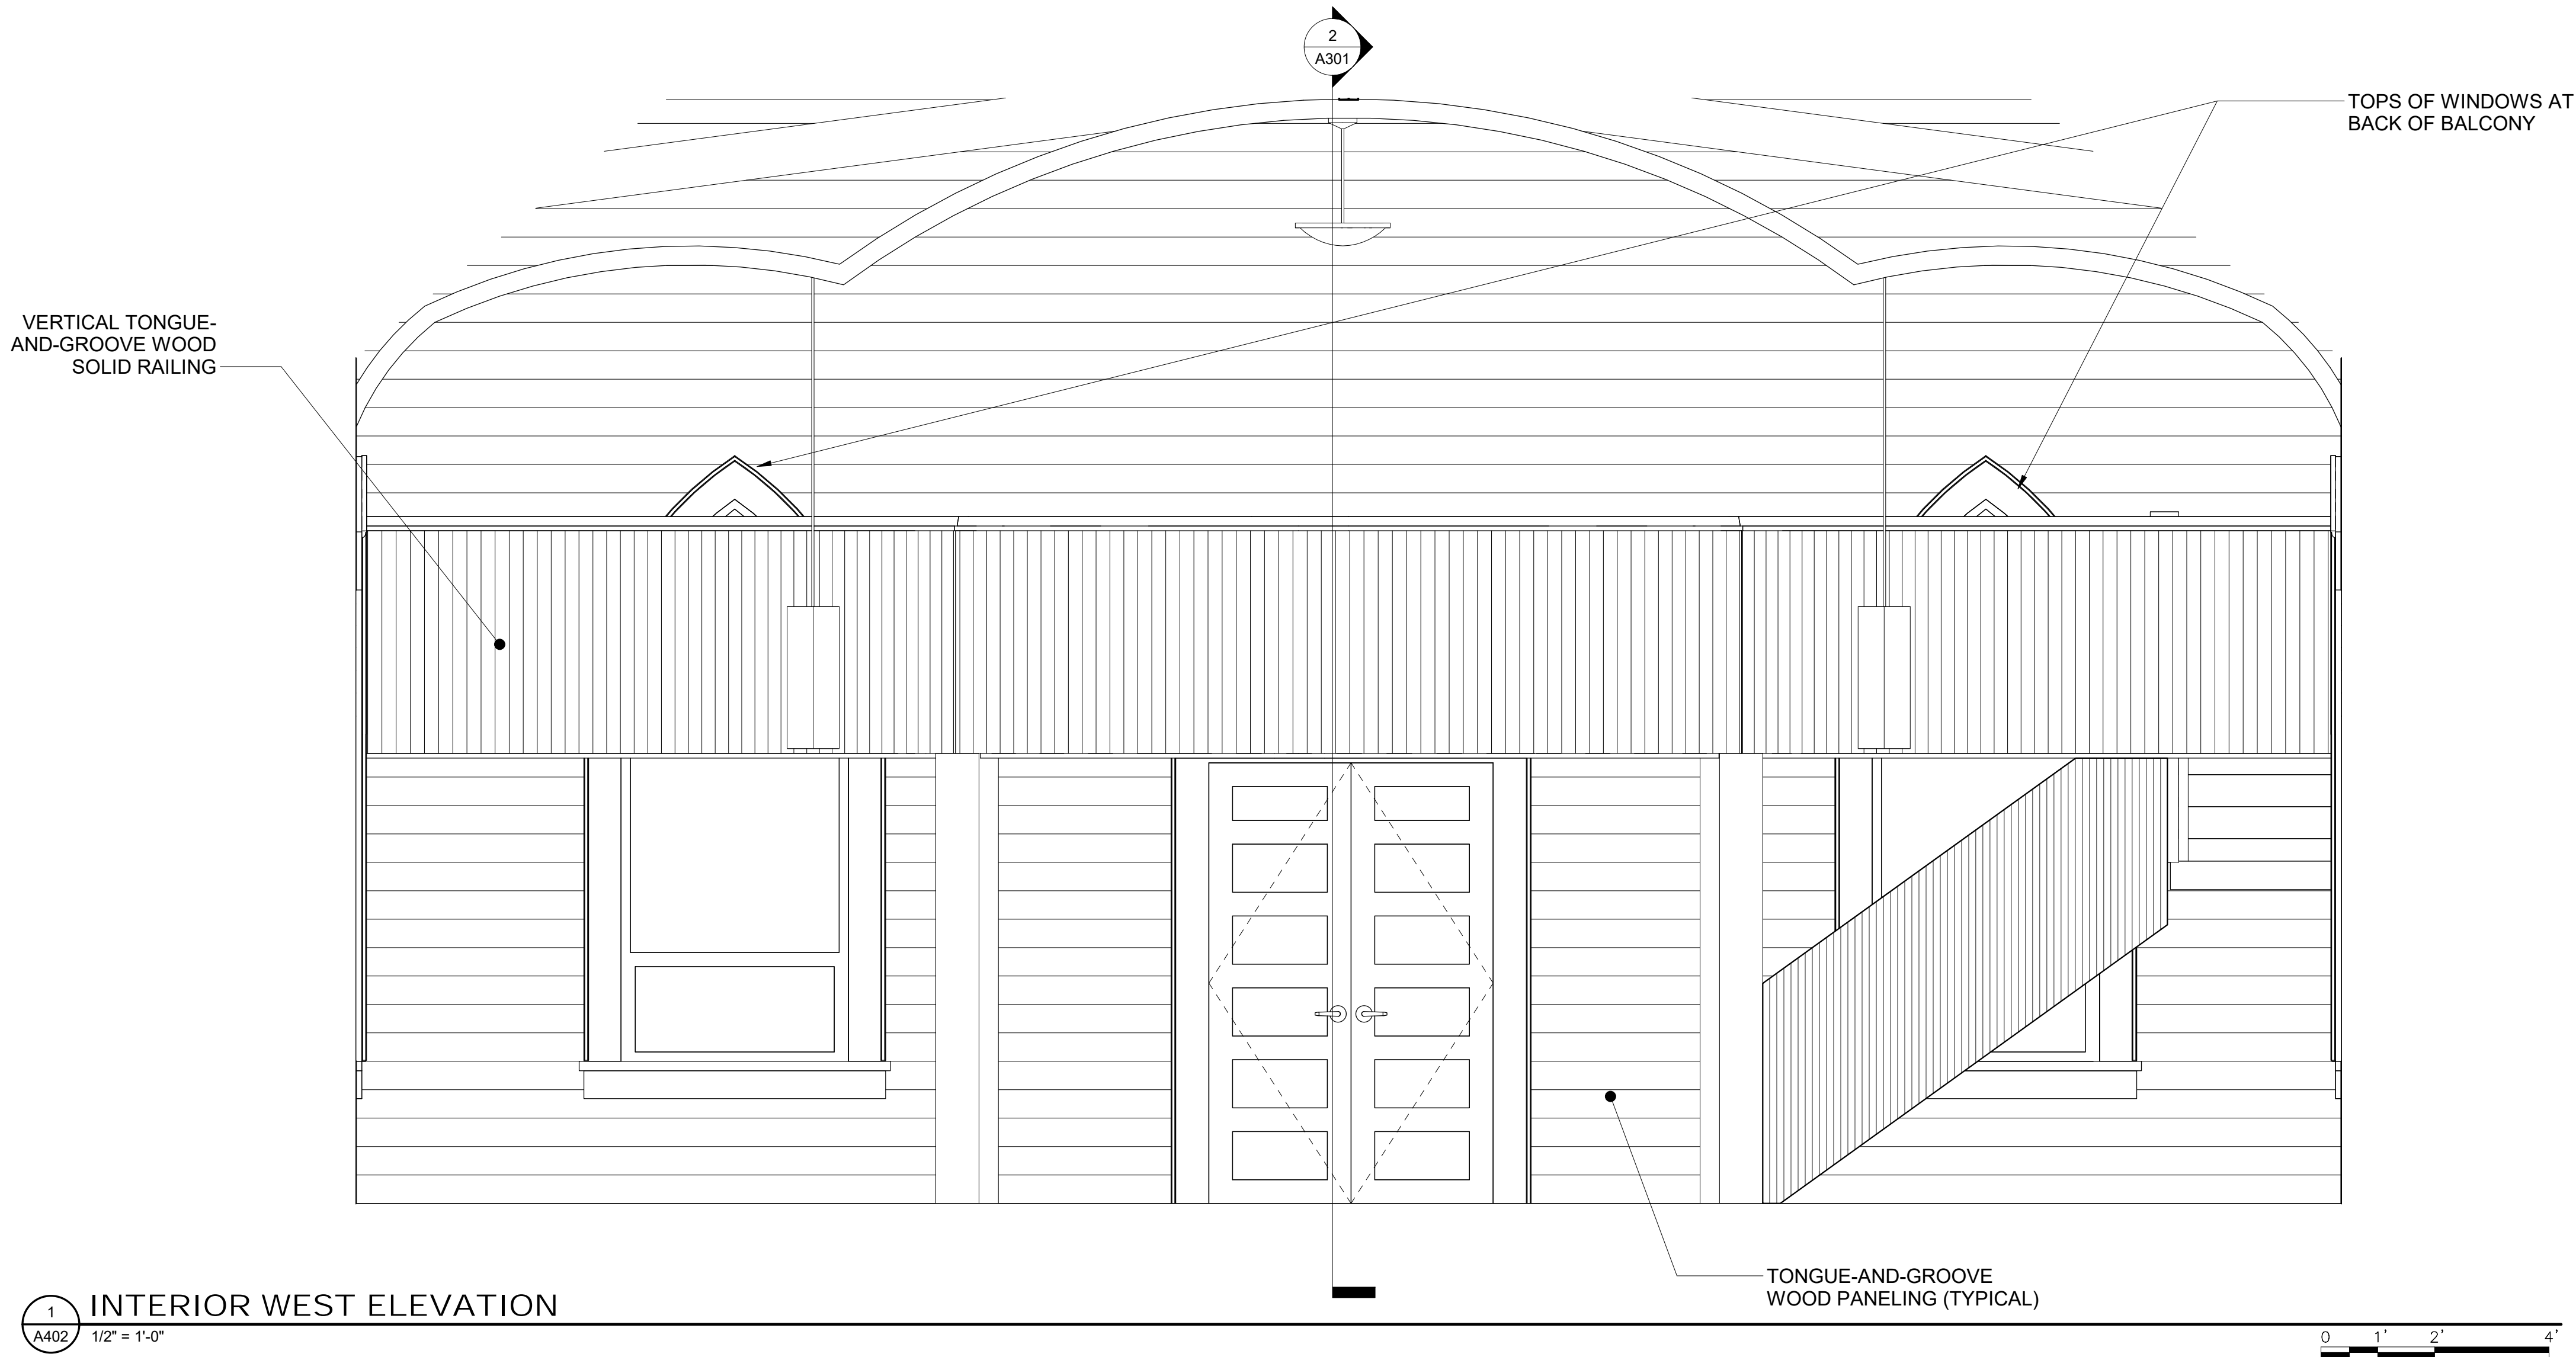 2
A301
TOPS OF WINDOWS AT
BACK OF BALCONY
VERTICAL TONGUE-
AND-GROOVE WOOD
SOLID RAILING
TONGUE-AND-GROOVE
WOOD PANELING (TYPICAL)
1
A402
INTERIOR WEST ELEVATION
1/2" = 1'-0"
0 1' 2' 4'